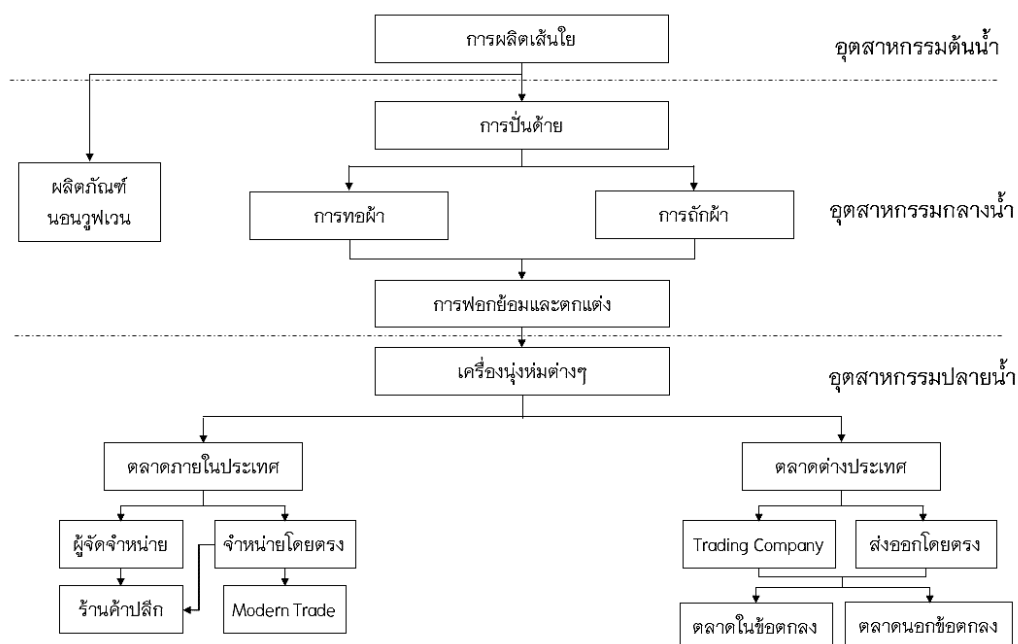 การผลิตเส้นใย
อุตสาหกรรมต้นน้ำ
การปั่นด้าย
ผลิตภัณฑ์
นอนวูฟเวน
การทอผ้า
การถักผ้า
อุตสาหกรรมกลางน้ำ
การฟอกย้อมและตกแต่ง
เครื่องนุ่งห่มต่างๆ
อุตสาหกรรมปลายน้ำ
ตลาดภายในประเทศ
ตลาดต่างประเทศ
ผู้จัดจำหน่าย
จำหน่ายโดยตรง
Trading Company
ส่งออกโดยตรง
ร้านค้าปลีก
Modern Trade
ตลาดในข้อตกลง
ตลาดนอกข้อตกลง